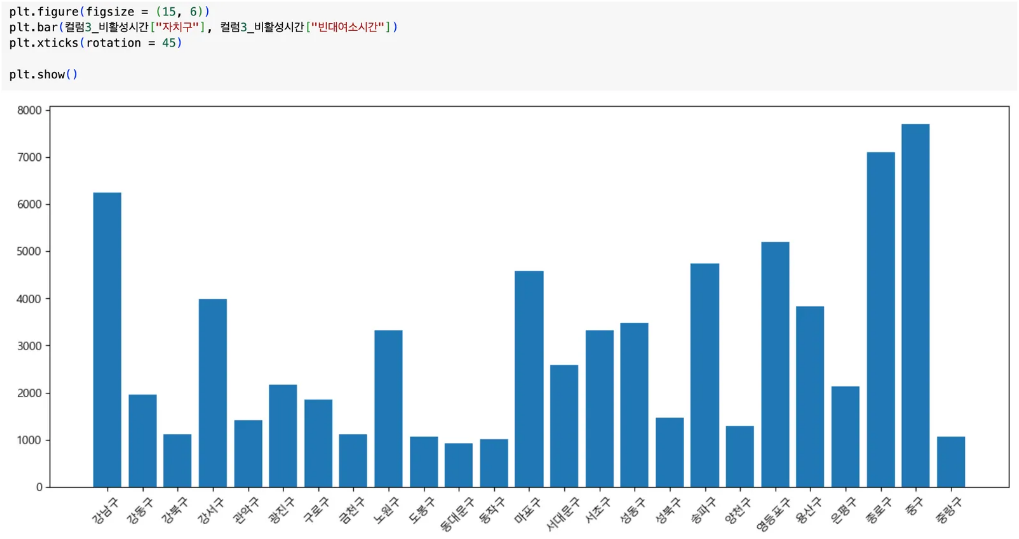 plt.figure(figsize = (15, 6))
plt.bar(컬럼3_비활성시간["자치구"], 컬럼3_비활성시간["빈대여소시간"])
plt.xticks(rotation = 45)
plt.show()
8000
7000
6000
5000
4000
3000
2000
1000
0
강남구 강동구 강북구 강서구 관악구 광진구 구로구 금천구 노원구 도봉구 동대문구 동작구 마포구 서대문구 서초구 성동구 성북구 송파구 양천구 영등포구 용산구 은평구 종로구 중구 중랑구